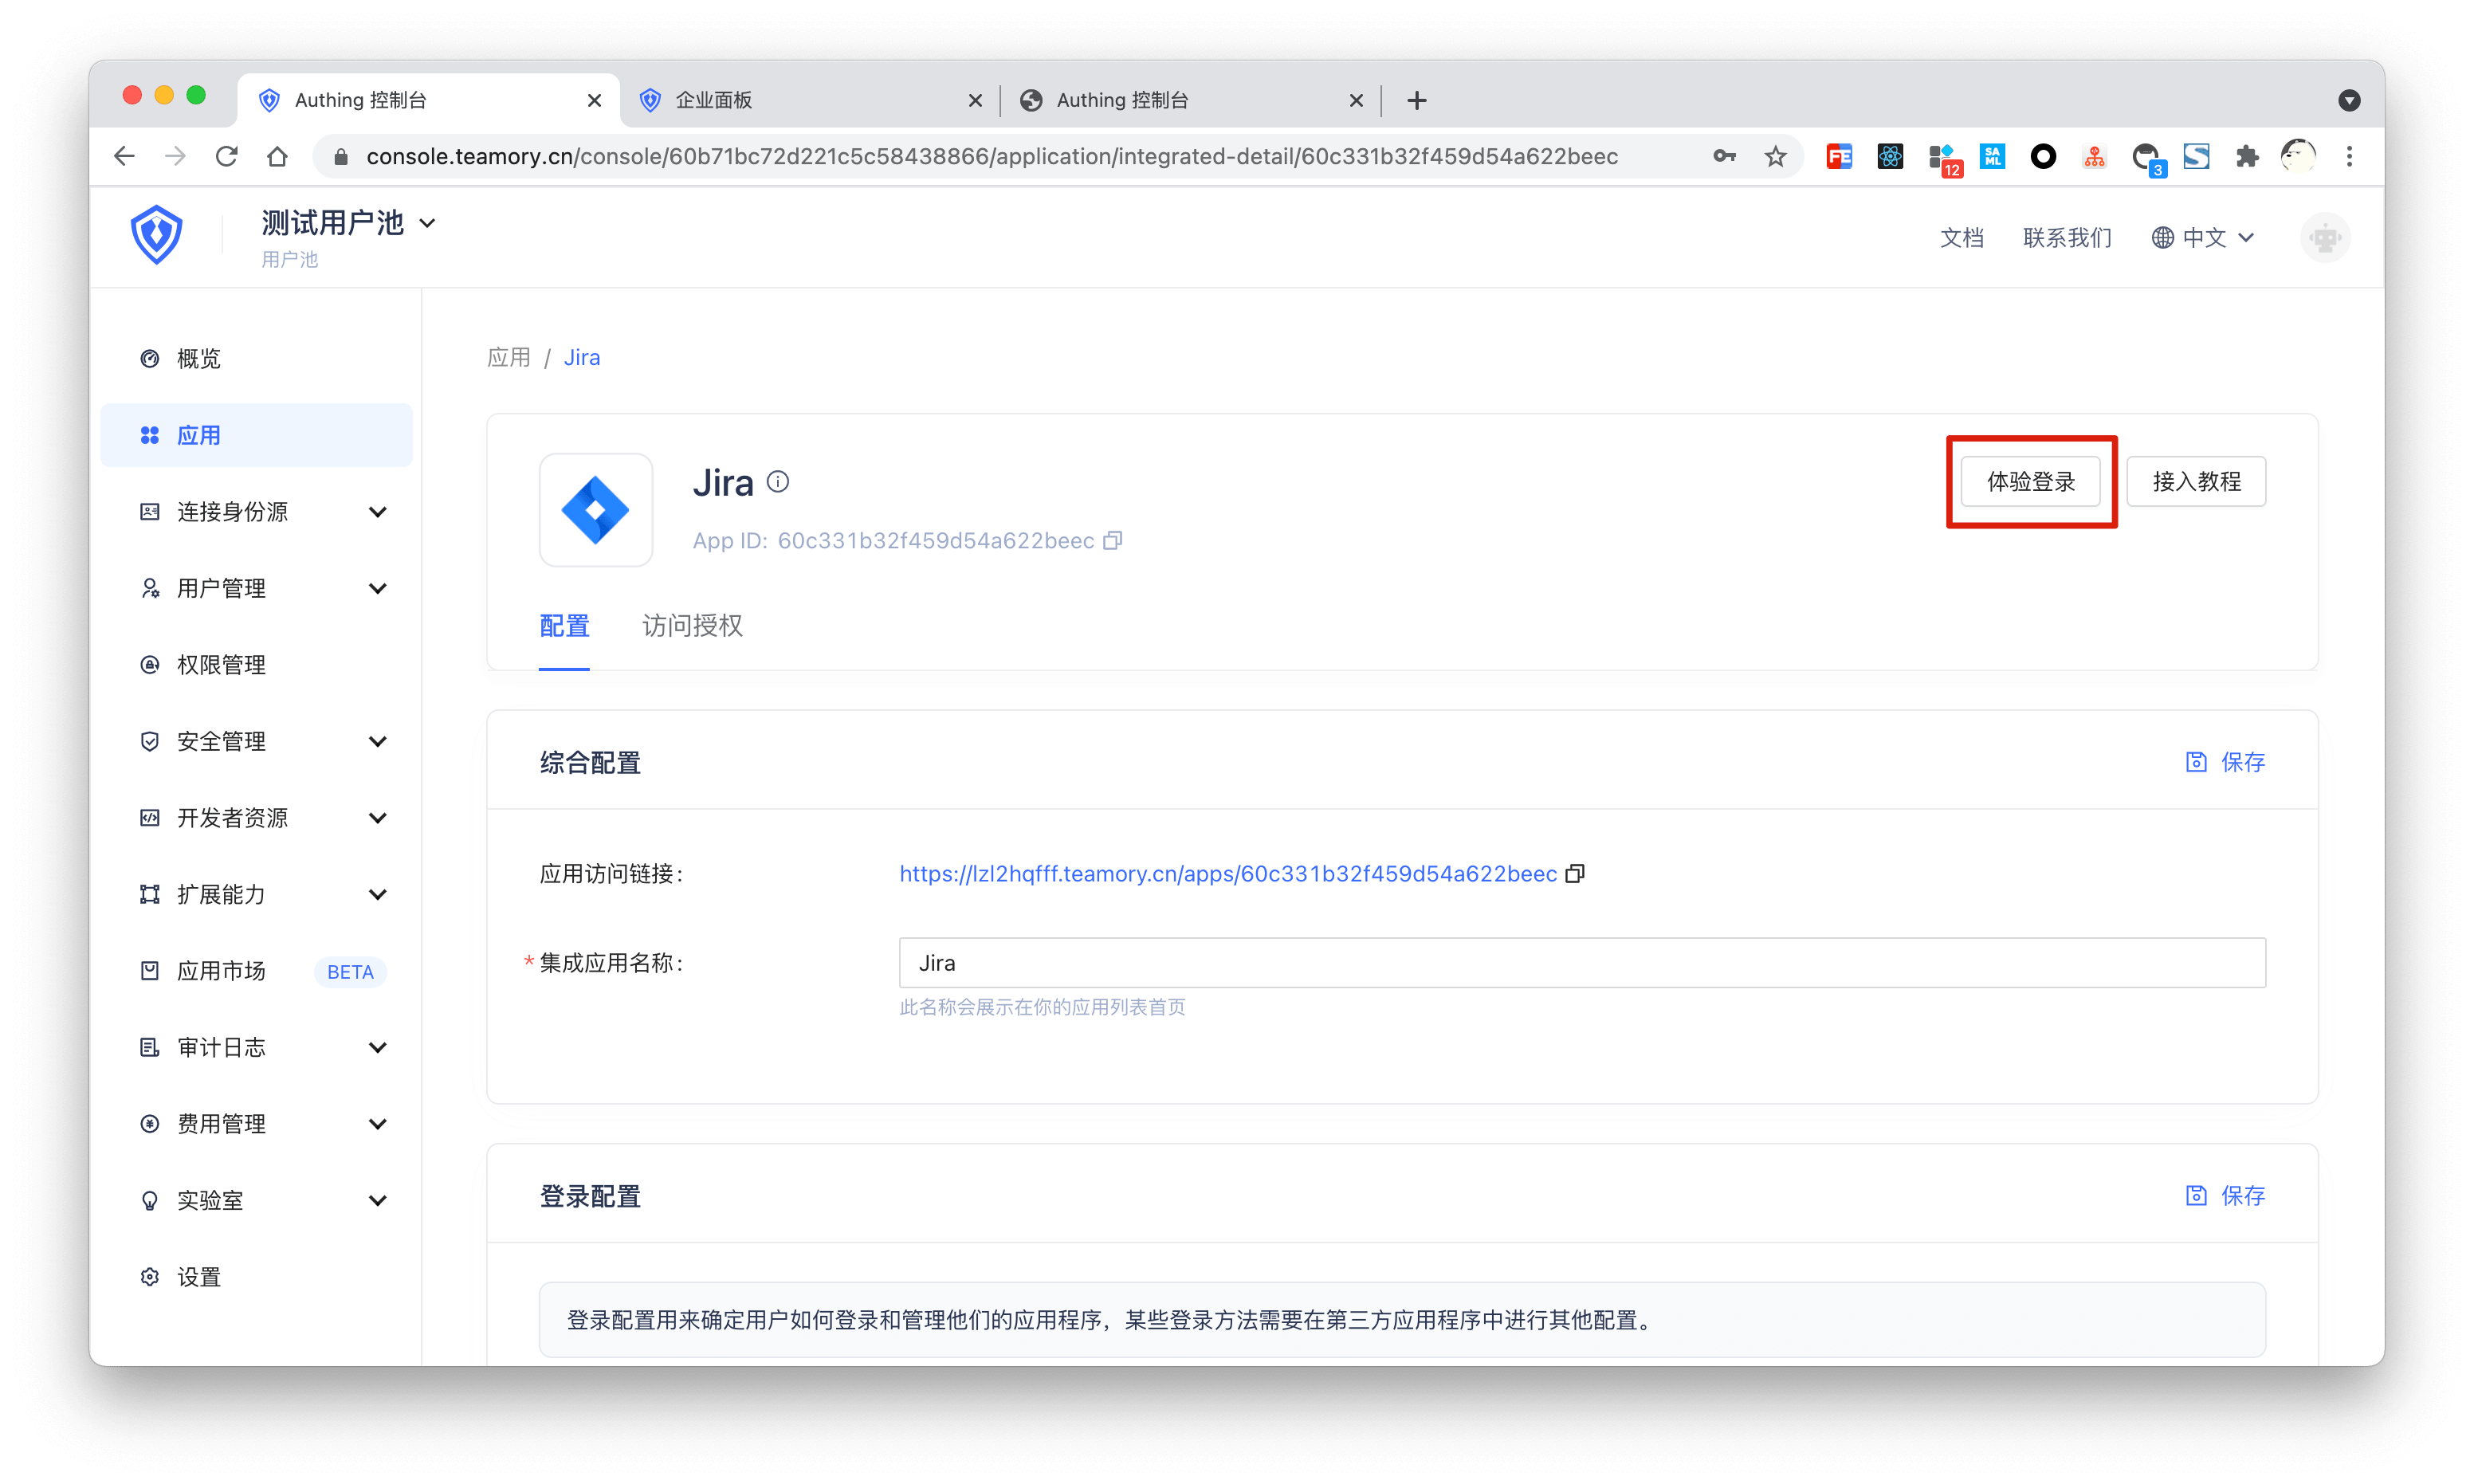 Authing 控制台
企业面板
Authing 控制台
console.teamory.cn/console/60b71bc72d221c5c58438866/application/integrated-detail/60c331b32f459d54a622beec
FE
12
SA
ML
3
测试用户池
用户池
文档
联系我们
中文
概览
应用
连接身份源
用户管理
权限管理
安全管理
开发者资源
扩展能力
应用市场 BETA
审计日志
费用管理
实验室
设置
应用 / Jira
Jira
App ID: 60c331b32f459d54a622beec
体验登录
接入教程
配置
访问授权
综合配置
保存
应用访问链接:
https://lzl2hqfff.teamory.cn/apps/60c331b32f459d54a622beec
* 集成应用名称:
Jira
此名称会展示在你的应用列表首页
登录配置
保存
登录配置用来确定用户如何登录和管理他们的应用程序，某些登录方法需要在第三方应用程序中进行其他配置。